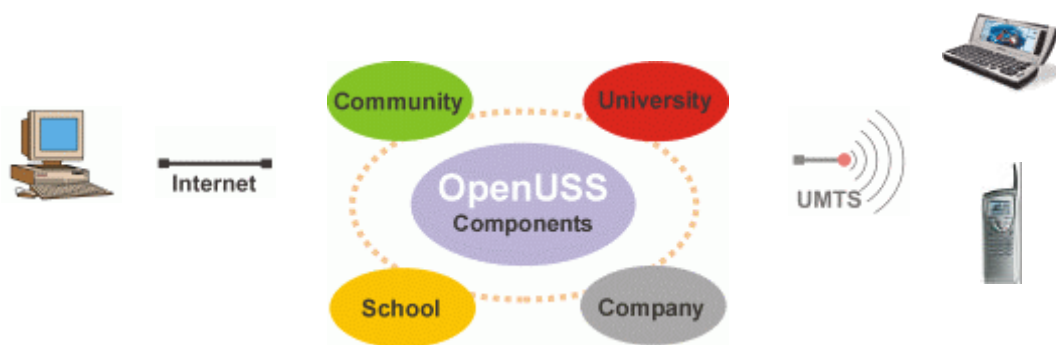 Community
University
Internet
OpenUSS
Components
UMTS
School
Company